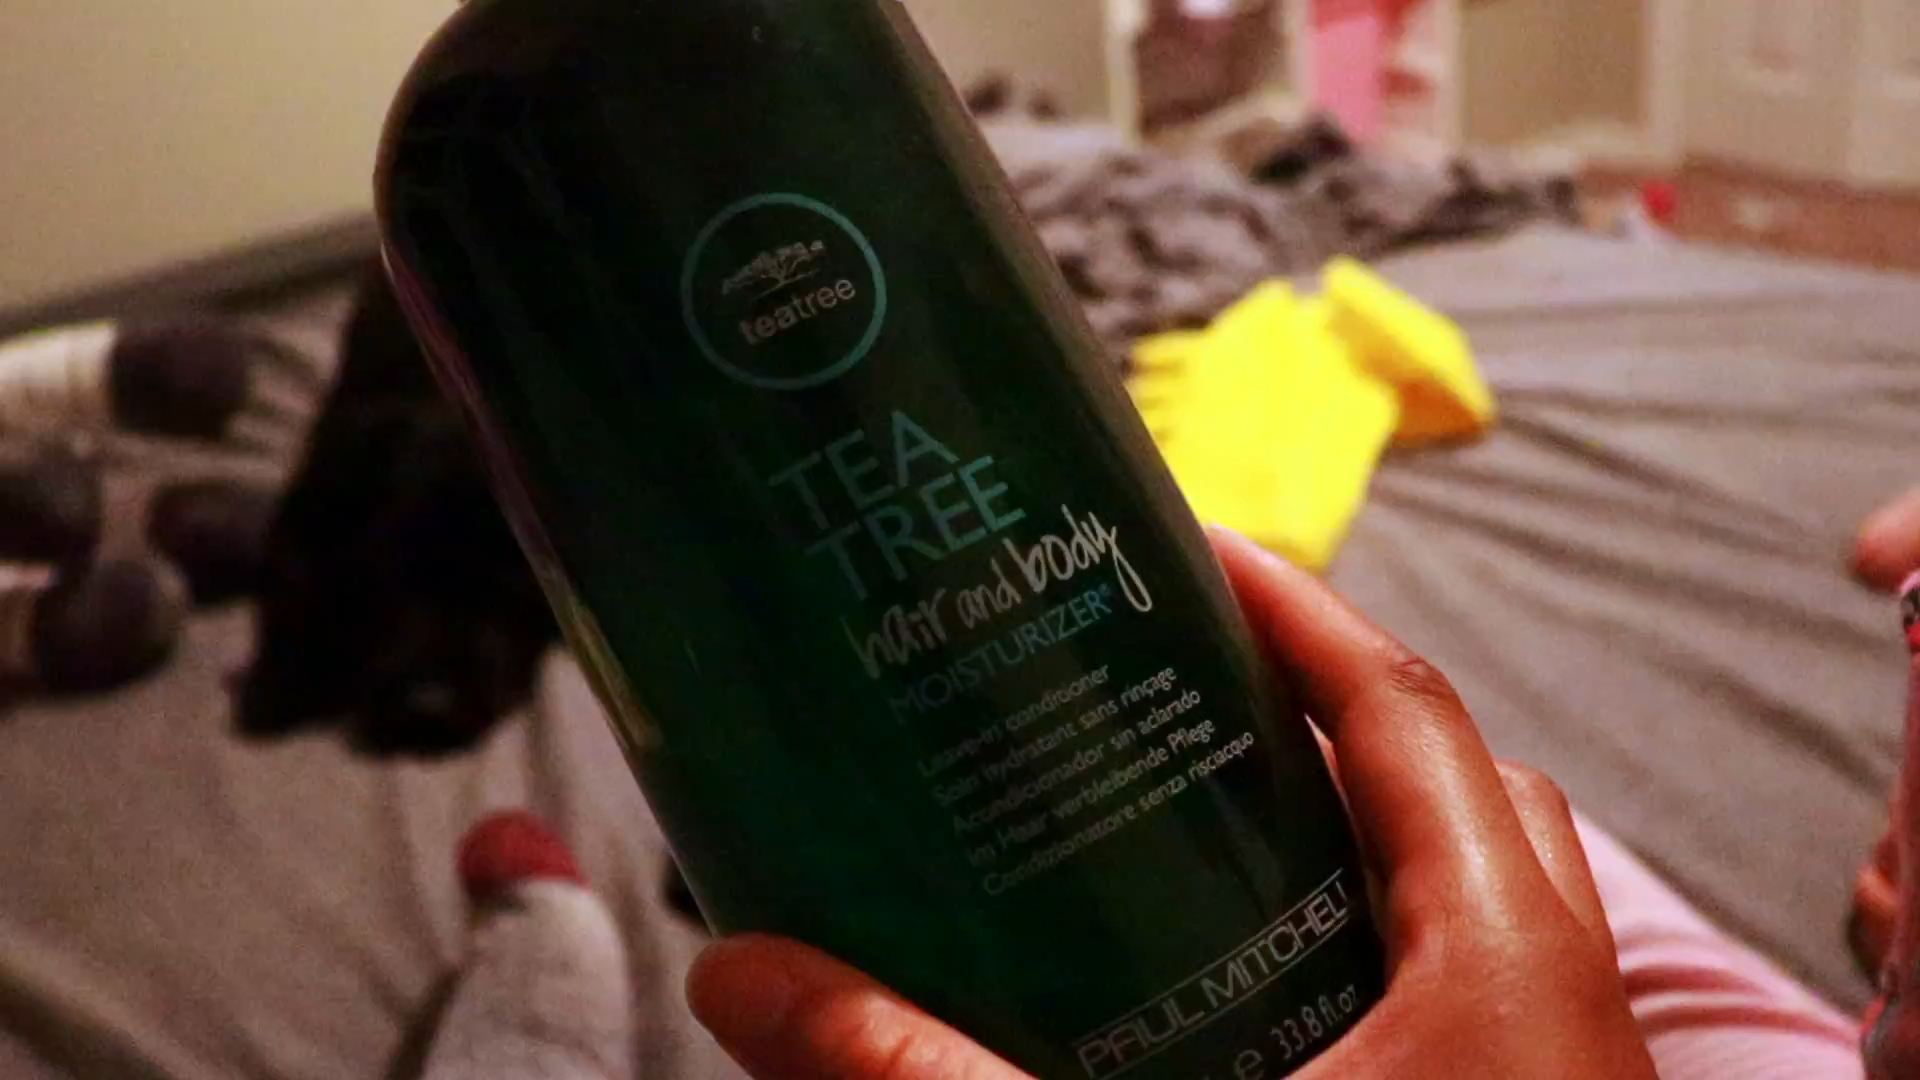 teatree
TEA
TREE
hair and body
MOISTURIZER®
Leave-in conditioner
Soin hydratant sans rinçage
Acondicionador sin aclarado
Im Haar verbleibende Pflege
Condizionatore senza risciacquo
PAUL MITCHELL
e 33.8 fl.oz